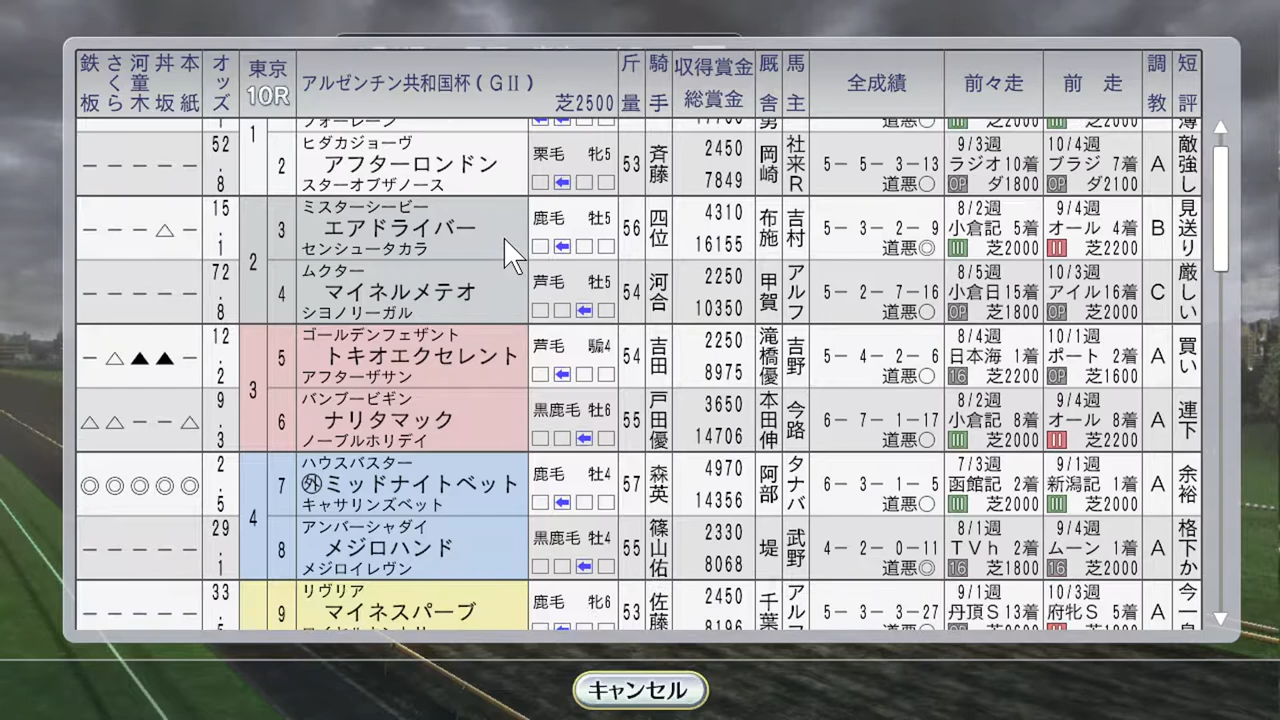 鉄板 さくら 河童木 丼坂 本紙 オッズ 東京10R アルゼンチン共和国杯(GⅡ) 芝2500 斤量 騎手 収得賞金 総賞金 厩舎 馬主 全成績 前々走 前 走 調教 短評
1 ヒダカジョーヴ
－ － － － － 52.8 2 アフターロンドン 栗毛 牝5 53 斉藤 2450 7849 岡崎 社来R 5－ 5－ 3－13 道悪○ 9/3週 ラジオ10着 OP ダ1800 10/4週 ブラジ 7着 OP ダ2100 A 敵強し
スターオブザノース
2 ミスターシービー
－ － － △ － 15.1 3 エアドライバー 鹿毛 牡5 56 四位 4310 16155 布施 吉村 5－ 3－ 2－ 9 道悪◎ 8/2週 小倉記 5着 Ⅲ 芝2000 9/4週 オール 4着 Ⅱ 芝2200 B 見送り
センシュータカラ
ムクター
－ － － － － 72.8 4 マイネルメテオ 芦毛 牡5 54 河合 2250 10350 甲賀 アルフ 5－ 2－ 7－16 道悪○ 8/5週 小倉日15着 OP 芝1800 10/3週 アイル16着 OP 芝2000 C 厳しい
シヨノリーガル
3 ゴールデンフェザント
－ △ ▲ ▲ － 12.2 5 トキオエクセレント 芦毛 騸4 54 吉田 2250 8975 滝橋優 吉野 5－ 4－ 2－ 6 道悪○ 8/4週 日本海 1着 16 芝2200 10/1週 ポート 2着 OP 芝1600 A 買い
アフターザサン
バンブービギン
△ △ － － △ 9.3 6 ナリタマック 黒鹿毛 牡6 55 戸田優 3650 14706 本田伸 今路 6－ 7－ 1－17 道悪○ 8/2週 小倉記 8着 Ⅲ 芝2000 9/4週 オール 8着 Ⅱ 芝2200 A 連下
ノーブルホリデイ
4 ハウスバスター
◎ ◎ ◎ ◎ ◎ 2.5 7 外ミッドナイトベット 鹿毛 牡4 57 森英 4970 14356 阿部 タナバ 6－ 3－ 1－ 5 道悪○ 7/3週 函館記 2着 Ⅲ 芝2000 9/1週 新潟記 1着 Ⅲ 芝2000 A 余裕
キャサリンズベット
アンバーシャダイ
－ － － － － 29.1 8 メジロハンド 黒鹿毛 牡4 55 篠山佑 2330 8068 堤 武野 4－ 2－ 0－11 道悪◎ 8/1週 TVh 2着 16 芝1800 9/4週 ムーン 1着 16 芝2000 A 格下か
メジロイレヴン
リヴリア
－ － － － － 33 9 マイネスパーブ 鹿毛 牝6 53 佐藤 2450 千葉 アル 5－ 3－ 3－27 9/1週 丹頂S13着 10/3週 府牝S 5着 A 今一息
キャンセル